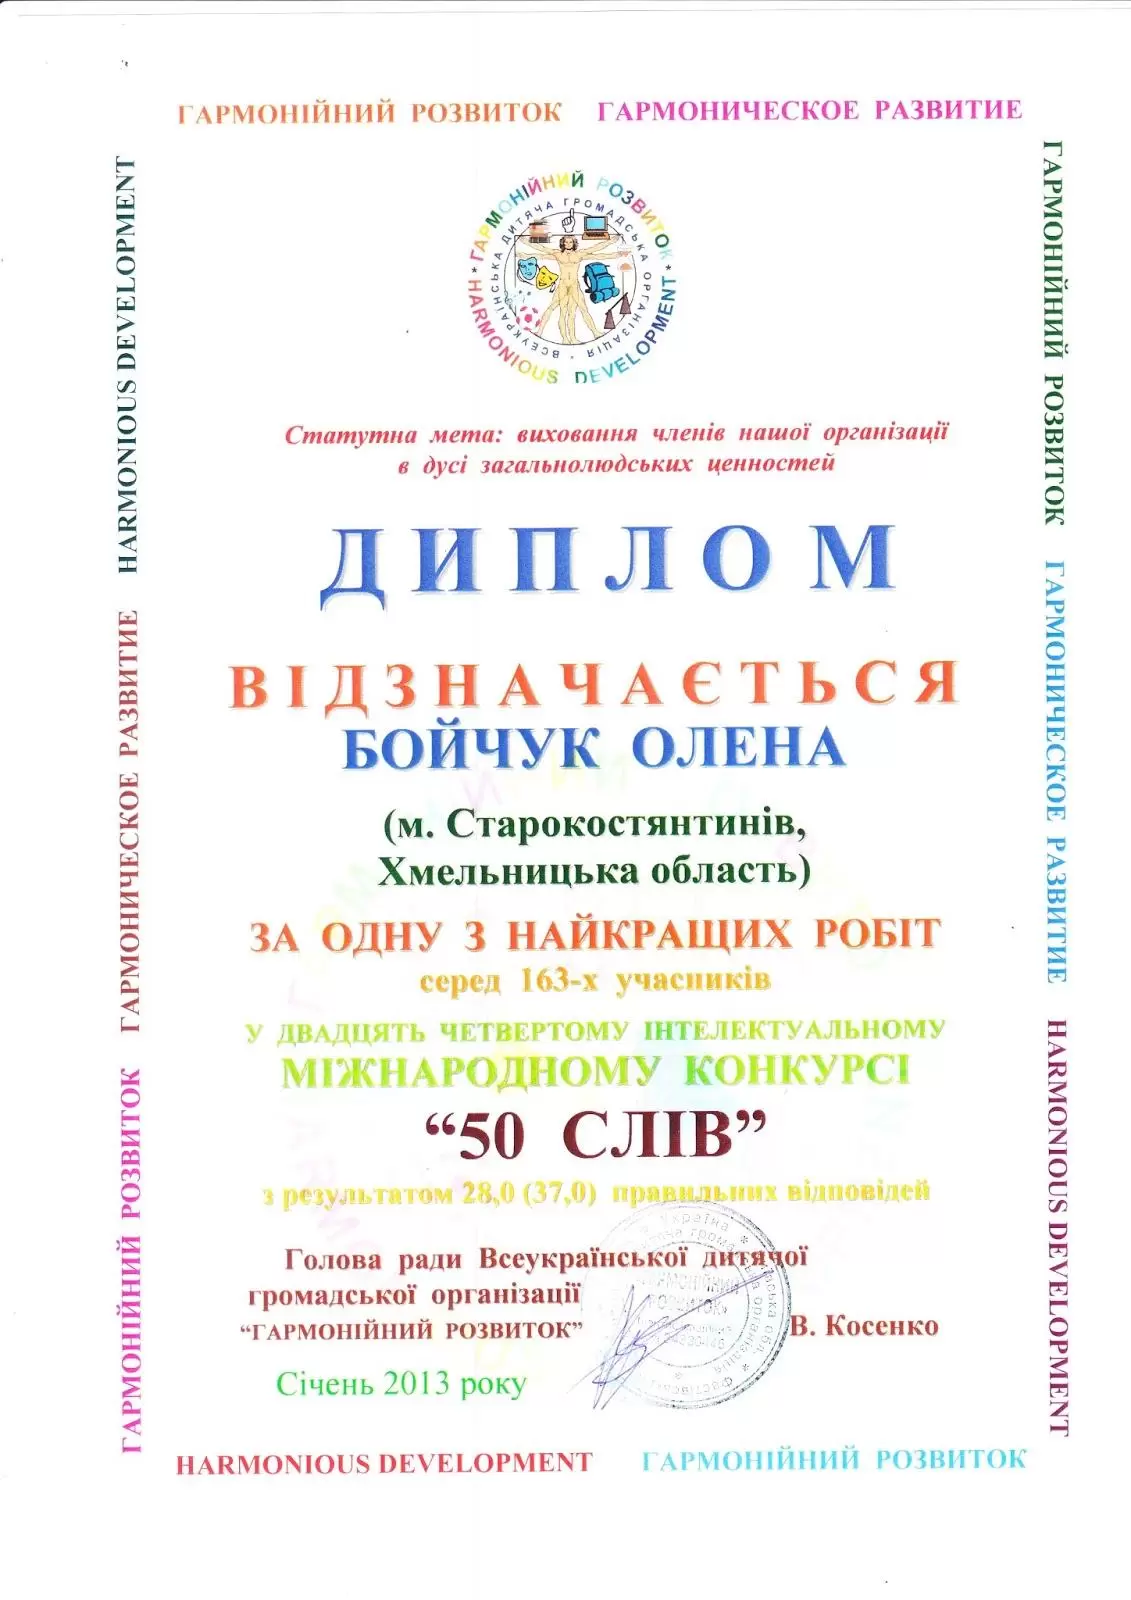 ГАРМОНІЙНИЙ РОЗВИТОК ГАРМОНИЧЕСКОЕ РАЗВИТИЕ
HARMONIOUS DEVELOPMENT
ГАРМОНИЧЕСКОЕ РАЗВИТИЕ
ГАРМОНІЙНИЙ РОЗВИТОК
ГАРМОНІЙНИЙ РОЗВИТОК
ГАРМОНИЧЕСКОЕ РАЗВИТИЕ
HARMONIOUS DEVELOPMENT
* ГАРМОНІЙНИЙ РОЗВИТОК *
HARMONIOUS DEVELOPMENT
ВСЕУКРАЇНСЬКА ДИТЯЧА ГРОМАДСЬКА ОРГАНІЗАЦІЯ
Статутна мета: виховання членів нашої організації
в дусі загальнолюдських ценностей
ДИПЛОМ
ВІДЗНАЧАЄТЬСЯ
БОЙЧУК ОЛЕНА
(м. Старокостянтинів,
Хмельницька область)
ЗА ОДНУ З НАЙКРАЩИХ РОБІТ
серед 163-х учасників
У ДВАДЦЯТЬ ЧЕТВЕРТОМУ ІНТЕЛЕКТУАЛЬНОМУ
МІЖНАРОДНОМУ КОНКУРСІ
“50 СЛІВ”
з результатом 28,0 (37,0) правильних відповідей
Голова ради Всеукраїнської дитячої
громадської організації
“ГАРМОНІЙНИЙ РОЗВИТОК”
В. Косенко
Україна
Січень 2013 року
HARMONIOUS DEVELOPMENT ГАРМОНІЙНИЙ РОЗВИТОК